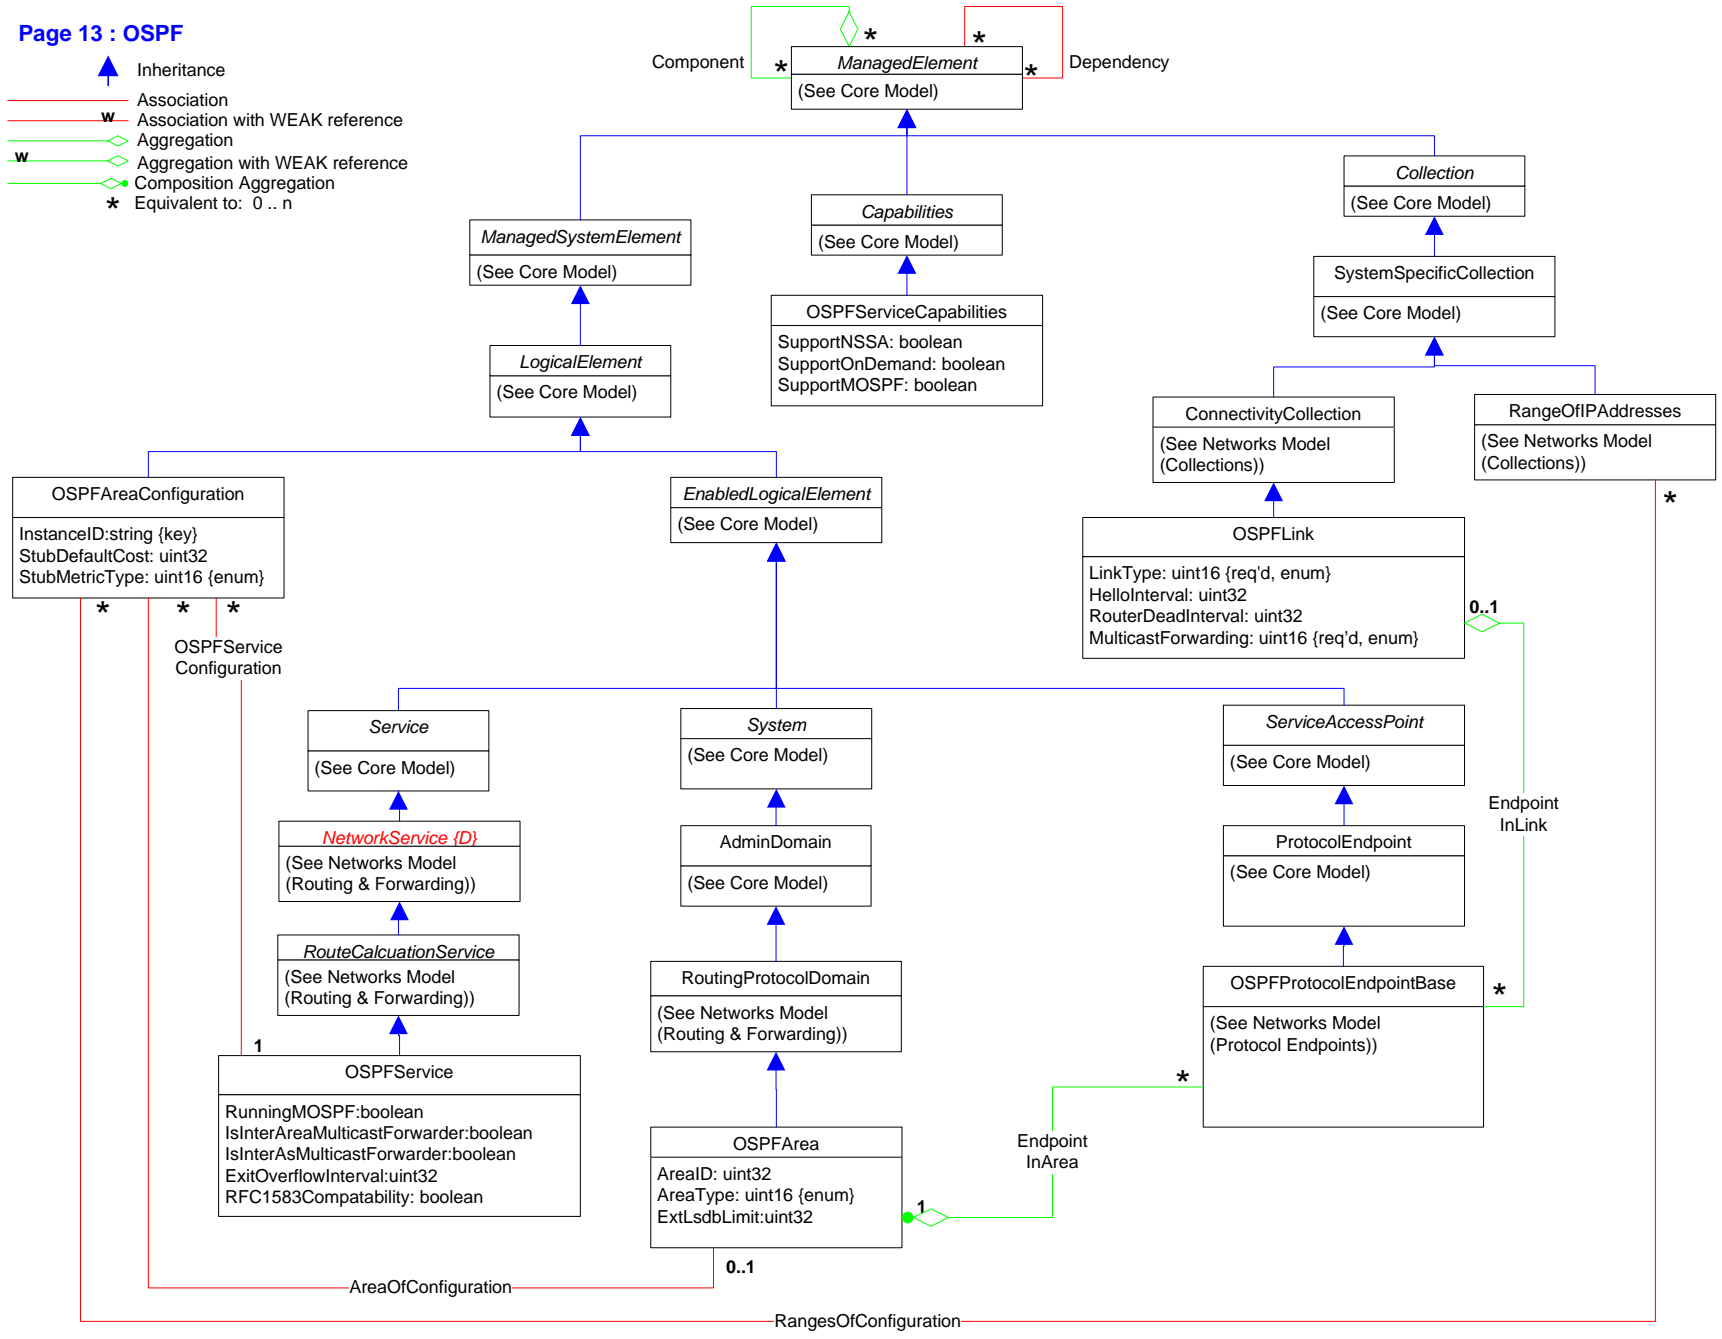 Page 13 : OSPF
Inheritance
Association
w
Association with WEAK reference
Aggregation
w
Aggregation with WEAK reference
Composition Aggregation
* Equivalent to: 0 .. n
Component
*
*
*
*
Dependency
ManagedElement
(See Core Model)
ManagedSystemElement
(See Core Model)
Capabilities
(See Core Model)
Collection
(See Core Model)
SystemSpecificCollection
(See Core Model)
OSPFServiceCapabilities
SupportNSSA: boolean
SupportOnDemand: boolean
SupportMOSPF: boolean
LogicalElement
(See Core Model)
ConnectivityCollection
(See Networks Model
(Collections))
RangeOfIPAddresses
(See Networks Model
(Collections))
*
OSPFAreaConfiguration
InstanceID:string {key}
StubDefaultCost: uint32
StubMetricType: uint16 {enum}
*
*
*
OSPFService
Configuration
EnabledLogicalElement
(See Core Model)
OSPFLink
LinkType: uint16 {req'd, enum}
HelloInterval: uint32
RouterDeadInterval: uint32
MulticastForwarding: uint16 {req'd, enum}
0..1
Service
(See Core Model)
System
(See Core Model)
ServiceAccessPoint
(See Core Model)
Endpoint
InLink
NetworkService {D}
(See Networks Model
(Routing & Forwarding))
AdminDomain
(See Core Model)
ProtocolEndpoint
(See Core Model)
RouteCalcuationService
(See Networks Model
(Routing & Forwarding))
RoutingProtocolDomain
(See Networks Model
(Routing & Forwarding))
OSPFProtocolEndpointBase
(See Networks Model
(Protocol Endpoints))
*
*
1
OSPFService
RunningMOSPF:boolean
IsInterAreaMulticastForwarder:boolean
IsInterAsMulticastForwarder:boolean
ExitOverflowInterval:uint32
RFC1583Compatability: boolean
OSPFArea
AreaID: uint32
AreaType: uint16 {enum}
ExtLsdbLimit:uint32
1
Endpoint
InArea
0..1
AreaOfConfiguration
RangesOfConfiguration